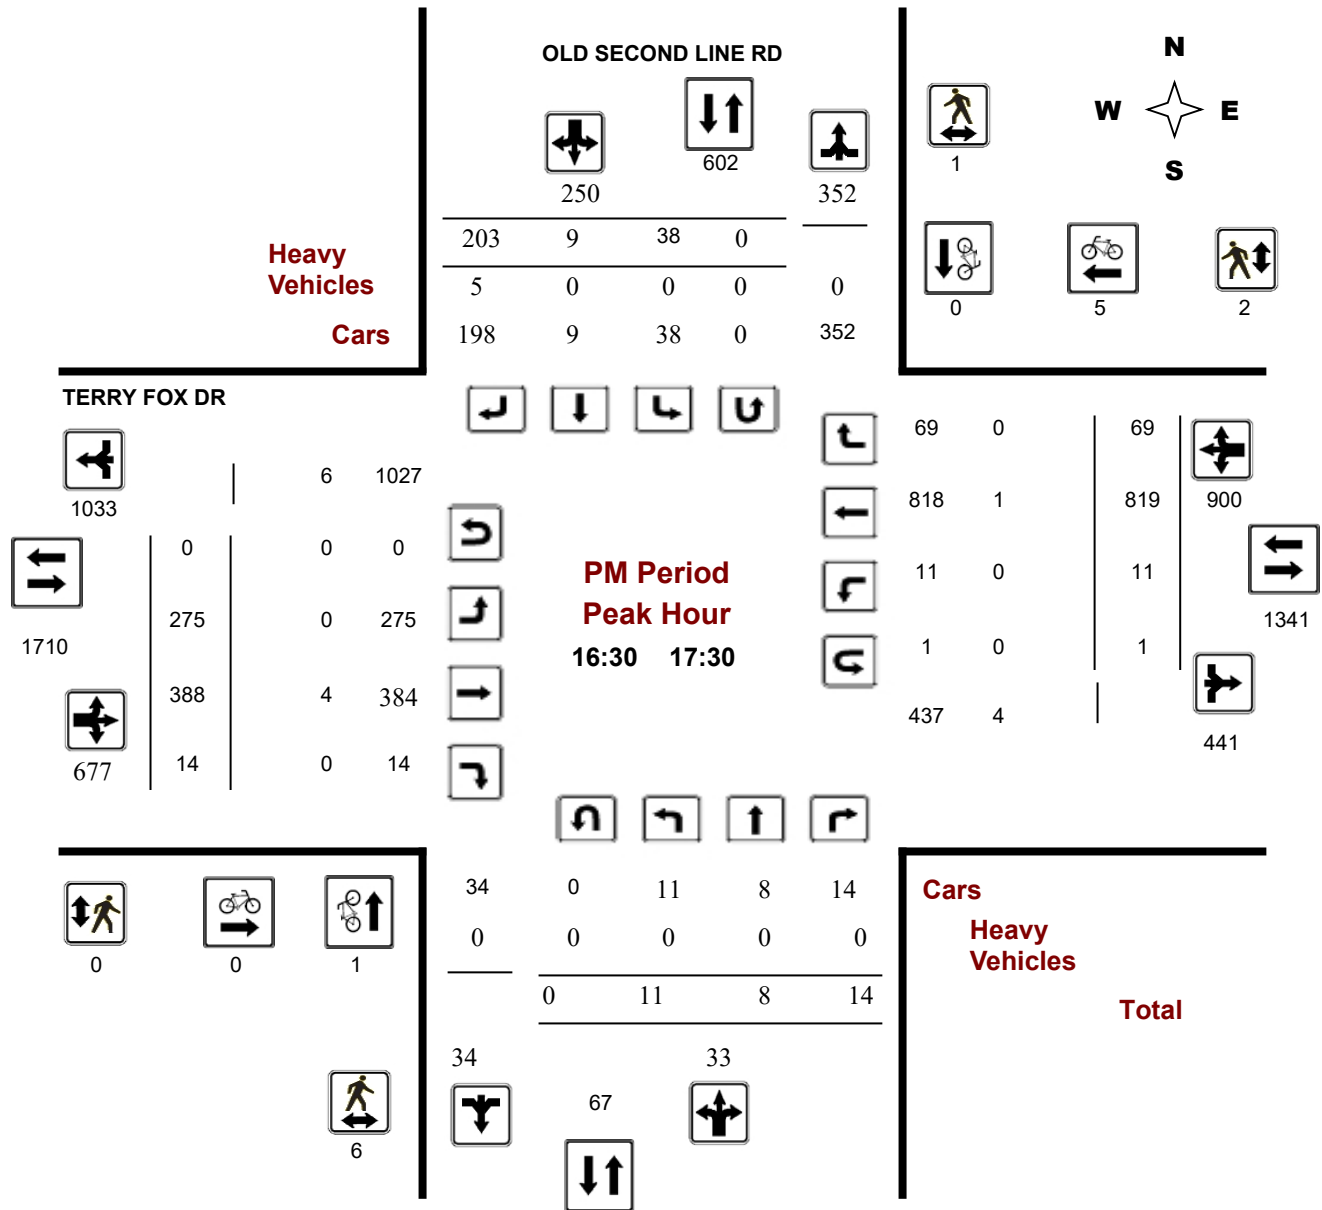 OLD SECOND LINE RD
N
W E
S
602
1
250 352
203 9 38 0
Heavy
Vehicles
5 0 0 0 0
0 5 2
Cars
198 9 38 0 352
TERRY FOX DR
69 0 69
6 1027
1033
818 1 819 900
0 0 0
PM Period
11 0 11
Peak Hour
275 0 275
1341
1710
16:30 17:30
1 0 1
388 4 384
437 4
441
677 14 0 14
34 0 11 8 14
Cars
0 0 0 0 0
Heavy
Vehicles
0 0 1
0 11 8 14
Total
34 33
67
6